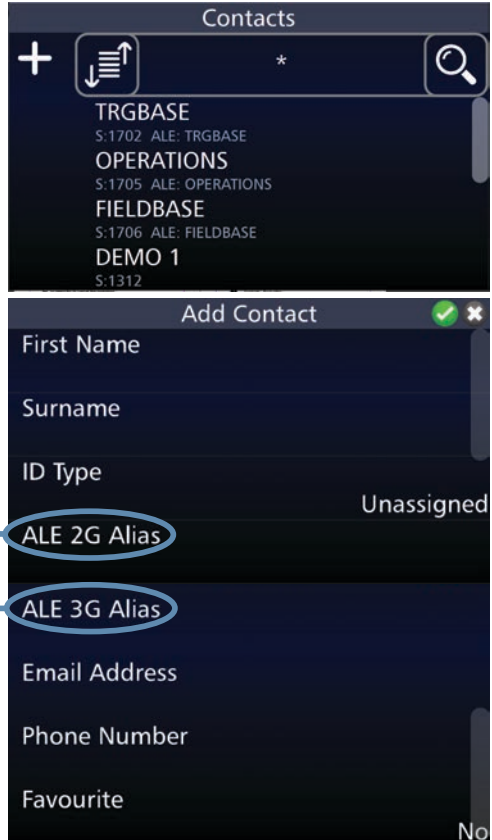 Contacts
*
TRGBASE
S:1702 ALE: TRGBASE
OPERATIONS
S:1705 ALE: OPERATIONS
FIELDBASE
S:1706 ALE: FIELDBASE
DEMO 1
S:1312
Add Contact
First Name
Surname
ID Type
Unassigned
ALE 2G Alias
ALE 3G Alias
Email Address
Phone Number
Favourite
No